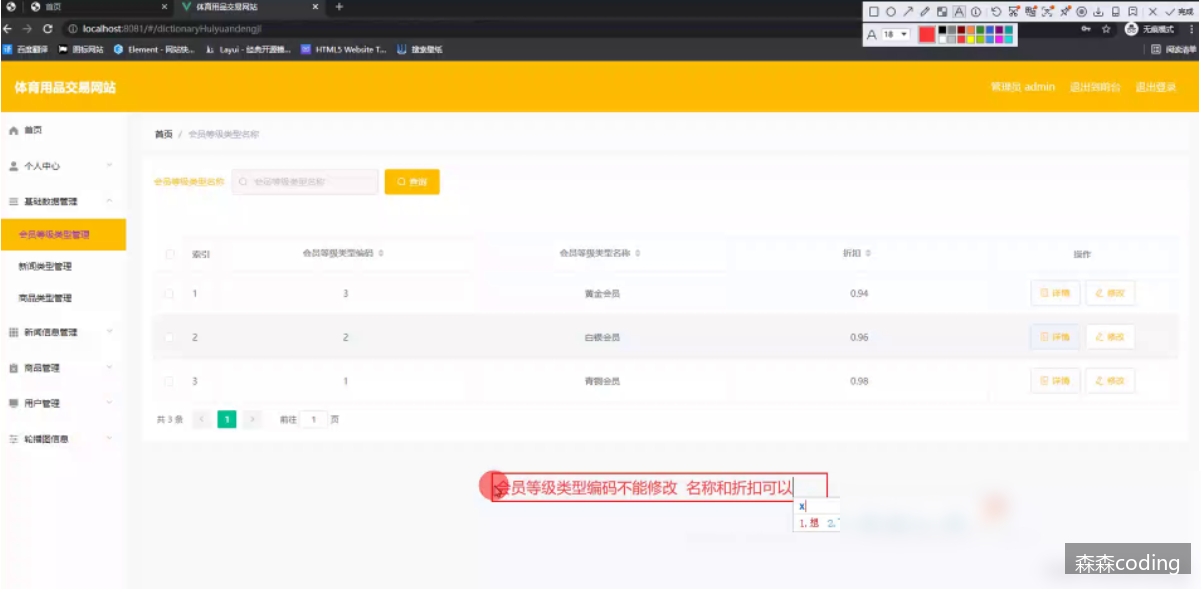 首页
体育用品交易网站
localhost:8081/#/dictionaryHuiyuandengji
18
完成
无痕模式
百度翻译
图标网站
Element - 网站快...
Layui - 经典开源模...
HTML5 Website T...
搜索壁纸
阅读清单
体育用品交易网站
管理员 admin
退出到前台
退出登录
首页
个人中心
基础数据管理
会员等级类型管理
新闻类型管理
商品类型管理
新闻信息管理
商品管理
用户管理
轮播图信息
首页 / 会员等级类型名称
会员等级类型名称 会员等级类型名称 查询
索引 会员等级类型编码 会员等级类型名称 折扣 操作
1 3 黄金会员 0.94 详情 修改
2 2 白银会员 0.96 详情 修改
3 1 青铜会员 0.98 详情 修改
共 3 条 1 前往 1 页
会员等级类型编码不能修改 名称和折扣可以
x
1. 想 2.
森森coding